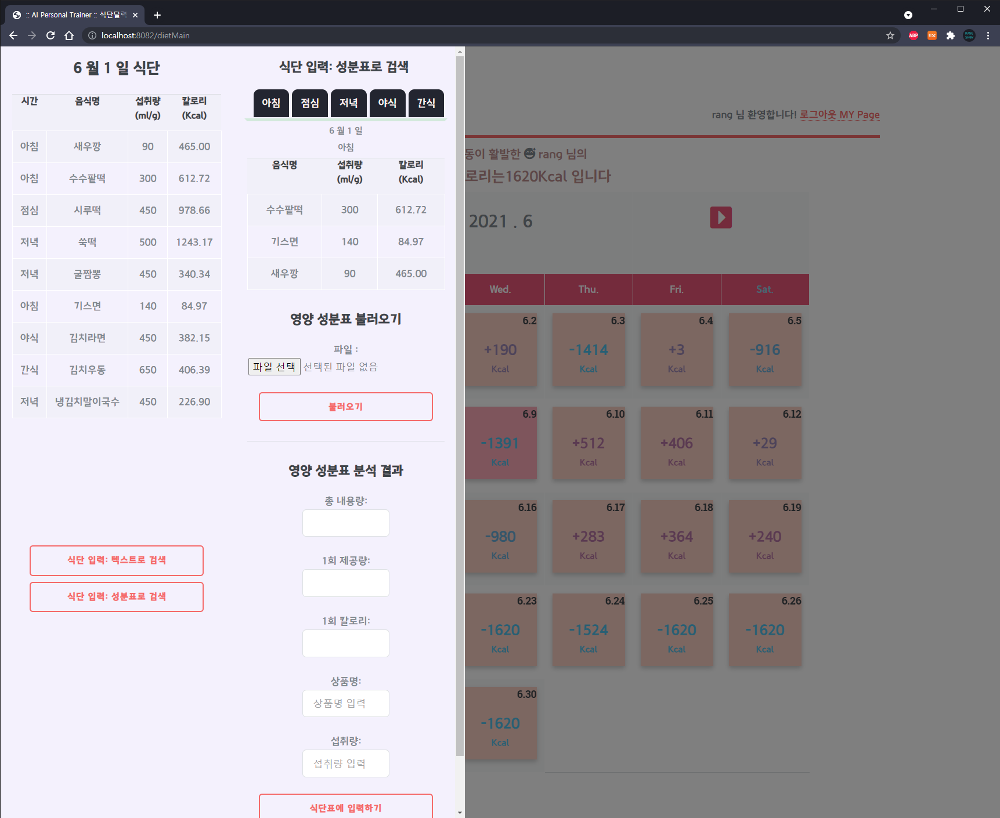 :: AI Personal Trainer :: 식단달력
localhost:8082/dietMain
ABP
RANG
SHOW
6 월 1 일 식단
시간 음식명 섭취량 (ml/g) 칼로리 (Kcal)
아침 새우깡 90 465.00
아침 수수팥떡 300 612.72
점심 시루떡 450 978.66
저녁 쑥떡 500 1243.17
저녁 굴짬뽕 450 340.34
아침 기스면 140 84.97
야식 김치라면 450 382.15
간식 김치우동 650 406.39
저녁 냉김치말이국수 450 226.90
식단 입력: 텍스트로 검색
식단 입력: 성분표로 검색
식단 입력: 성분표로 검색
아침 점심 저녁 야식 간식
6 월 1 일
아침
음식명 섭취량 (ml/g) 칼로리 (Kcal)
수수팥떡 300 612.72
기스면 140 84.97
새우깡 90 465.00
영양 성분표 불러오기
파일 :
파일 선택 선택된 파일 없음
불러오기
영양 성분표 분석 결과
총 내용량:
1회 제공량:
1회 칼로리:
상품명:
상품명 입력
섭취량:
섭취량 입력
식단표에 입력하기
rang 님 환영합니다! 로그아웃 MY Page
동이 활발한 rang 님의
로리는1620Kcal 입니다
2021 . 6
Wed. Thu. Fri. Sat.
6.2 6.3 6.4 6.5
+190 -1414 +3 -916
Kcal Kcal Kcal Kcal
6.9 6.10 6.11 6.12
-1391 +512 +406 +29
Kcal Kcal Kcal Kcal
6.16 6.17 6.18 6.19
-980 +283 +364 +240
Kcal Kcal Kcal Kcal
6.23 6.24 6.25 6.26
-1620 -1524 -1620 -1620
Kcal Kcal Kcal Kcal
6.30
-1620
Kcal